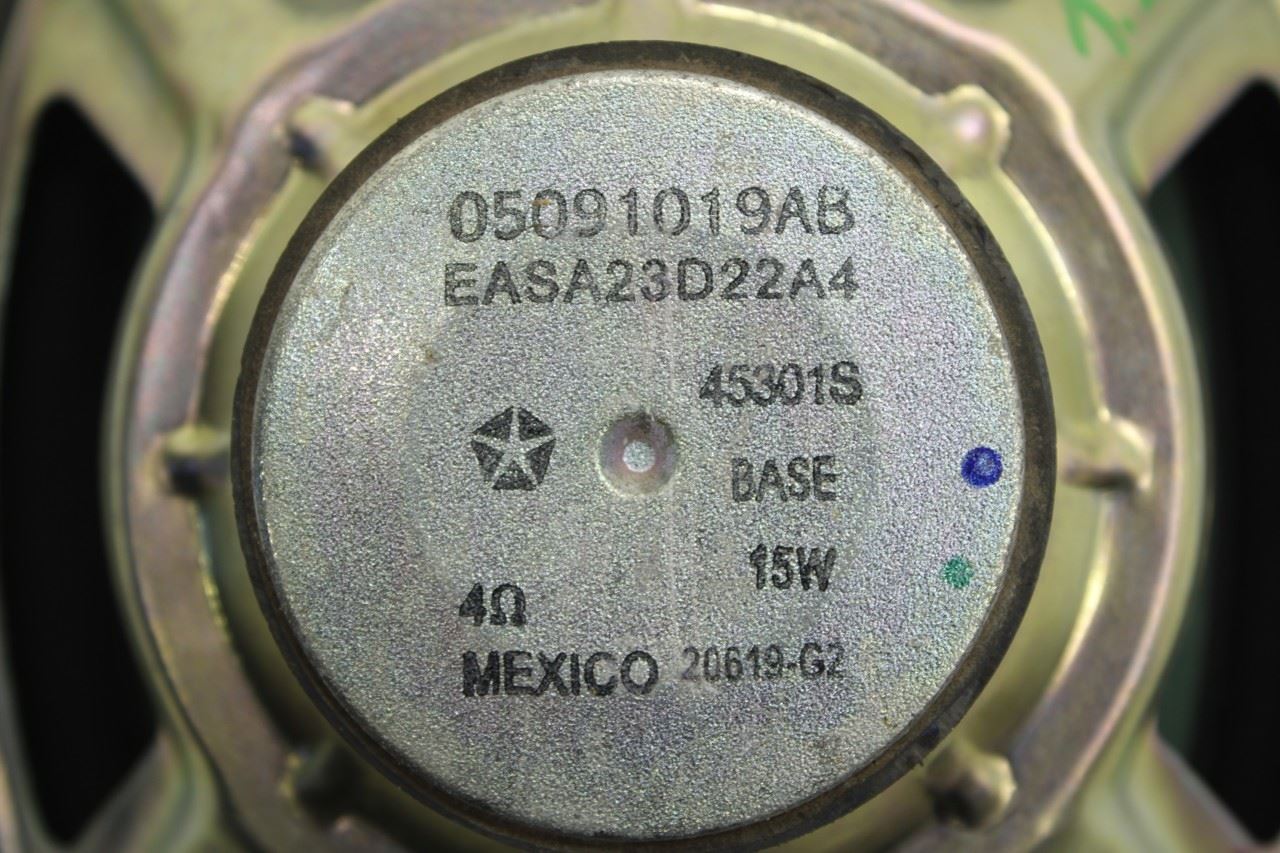 05091019AB
EASA23D22A4
45301S
BASE
15W
4Ω
MEXICO 20619-G2